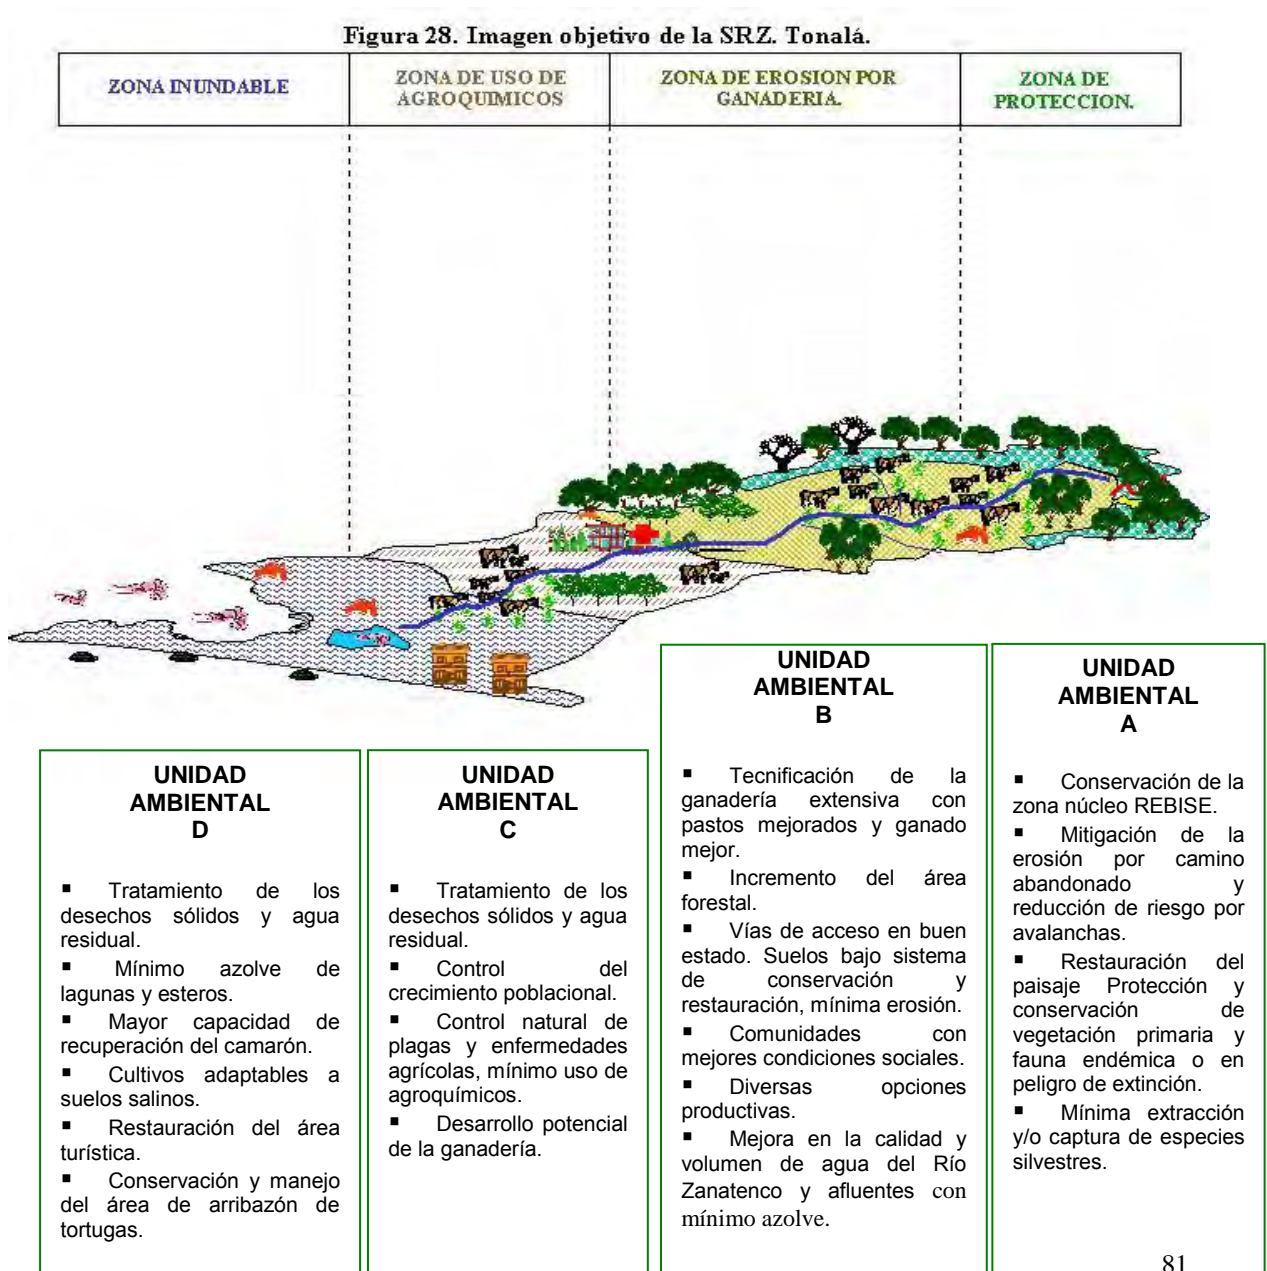 Figura 28. Imagen objetivo de la SRZ. Tonalá.
ZONA INUNDABLE
ZONA DE USO DE
AGROQUIMICOS
ZONA DE EROSION POR
GANADERIA.
ZONA DE
PROTECCION.
UNIDAD
AMBIENTAL
D
▪ Tratamiento de los
desechos sólidos y agua
residual.
▪ Mínimo azolve de
lagunas y esteros.
▪ Mayor capacidad de
recuperación del camarón.
▪ Cultivos adaptables a
suelos salinos.
▪ Restauración del área
turística.
▪ Conservación y manejo
del área de arribazón de
tortugas.
UNIDAD
AMBIENTAL
C
▪ Tratamiento de los
desechos sólidos y agua
residual.
▪ Control del
crecimiento poblacional.
▪ Control natural de
plagas y enfermedades
agrícolas, mínimo uso de
agroquímicos.
▪ Desarrollo potencial
de la ganadería.
UNIDAD
AMBIENTAL
B
▪ Tecnificación de la
ganadería extensiva con
pastos mejorados y ganado
mejor.
▪ Incremento del área
forestal.
▪ Vías de acceso en buen
estado. Suelos bajo sistema
de conservación y
restauración, mínima erosión.
▪ Comunidades con
mejores condiciones sociales.
▪ Diversas opciones
productivas.
▪ Mejora en la calidad y
volumen de agua del Río
Zanatenco y afluentes con
mínimo azolve.
UNIDAD
AMBIENTAL
A
▪ Conservación de la
zona núcleo REBISE.
▪ Mitigación de la
erosión por camino
abandonado y
reducción de riesgo por
avalanchas.
▪ Restauración del
paisaje Protección y
conservación de
vegetación primaria y
fauna endémica o en
peligro de extinción.
▪ Mínima extracción
y/o captura de especies
silvestres.
81